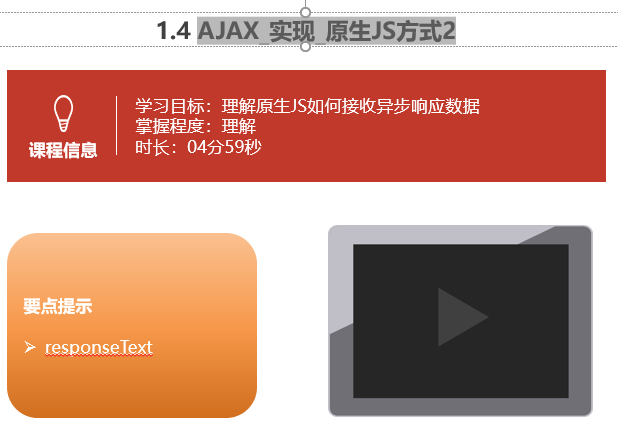 1.4 AJAX_实现_原生JS方式2
学习目标：理解原生JS如何接收异步响应数据
掌握程度：理解
时长：04分59秒
课程信息
要点提示
responseText